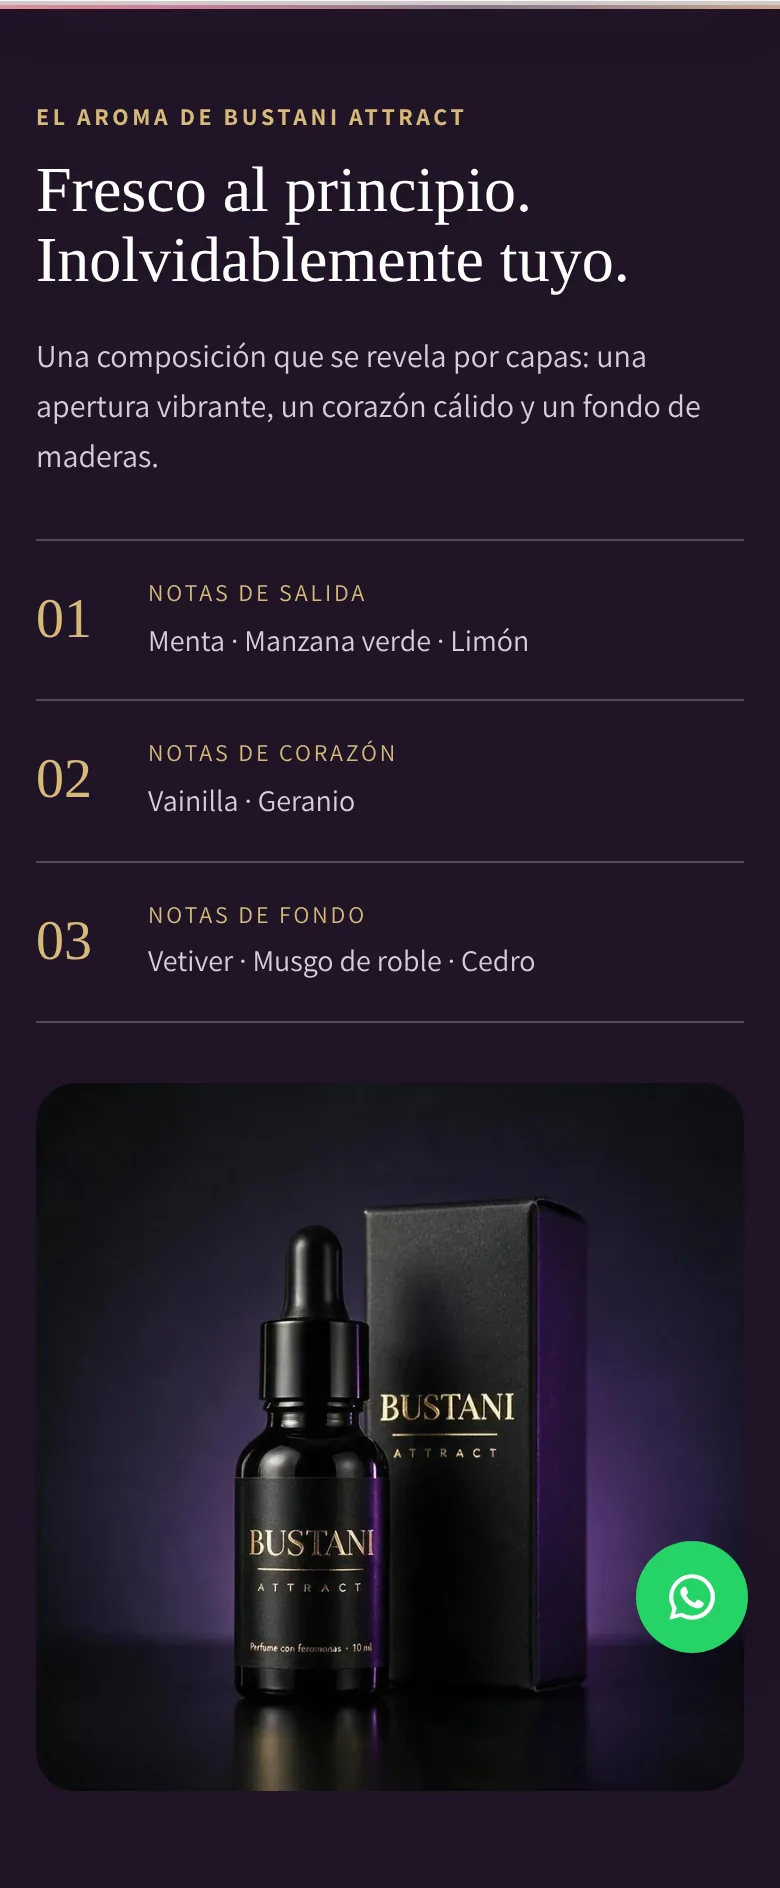 EL AROMA DE BUSTANI ATTRACT
Fresco al principio.
Inolvidablemente tuyo.
Una composición que se revela por capas: una
apertura vibrante, un corazón cálido y un fondo de
maderas.
01
NOTAS DE SALIDA
Menta · Manzana verde · Limón
02
NOTAS DE CORAZÓN
Vainilla · Geranio
03
NOTAS DE FONDO
Vetiver · Musgo de roble · Cedro
BUSTANI
ATTRACT
BUSTANI
ATTRACT
Perfume con feromonas · 10 ml